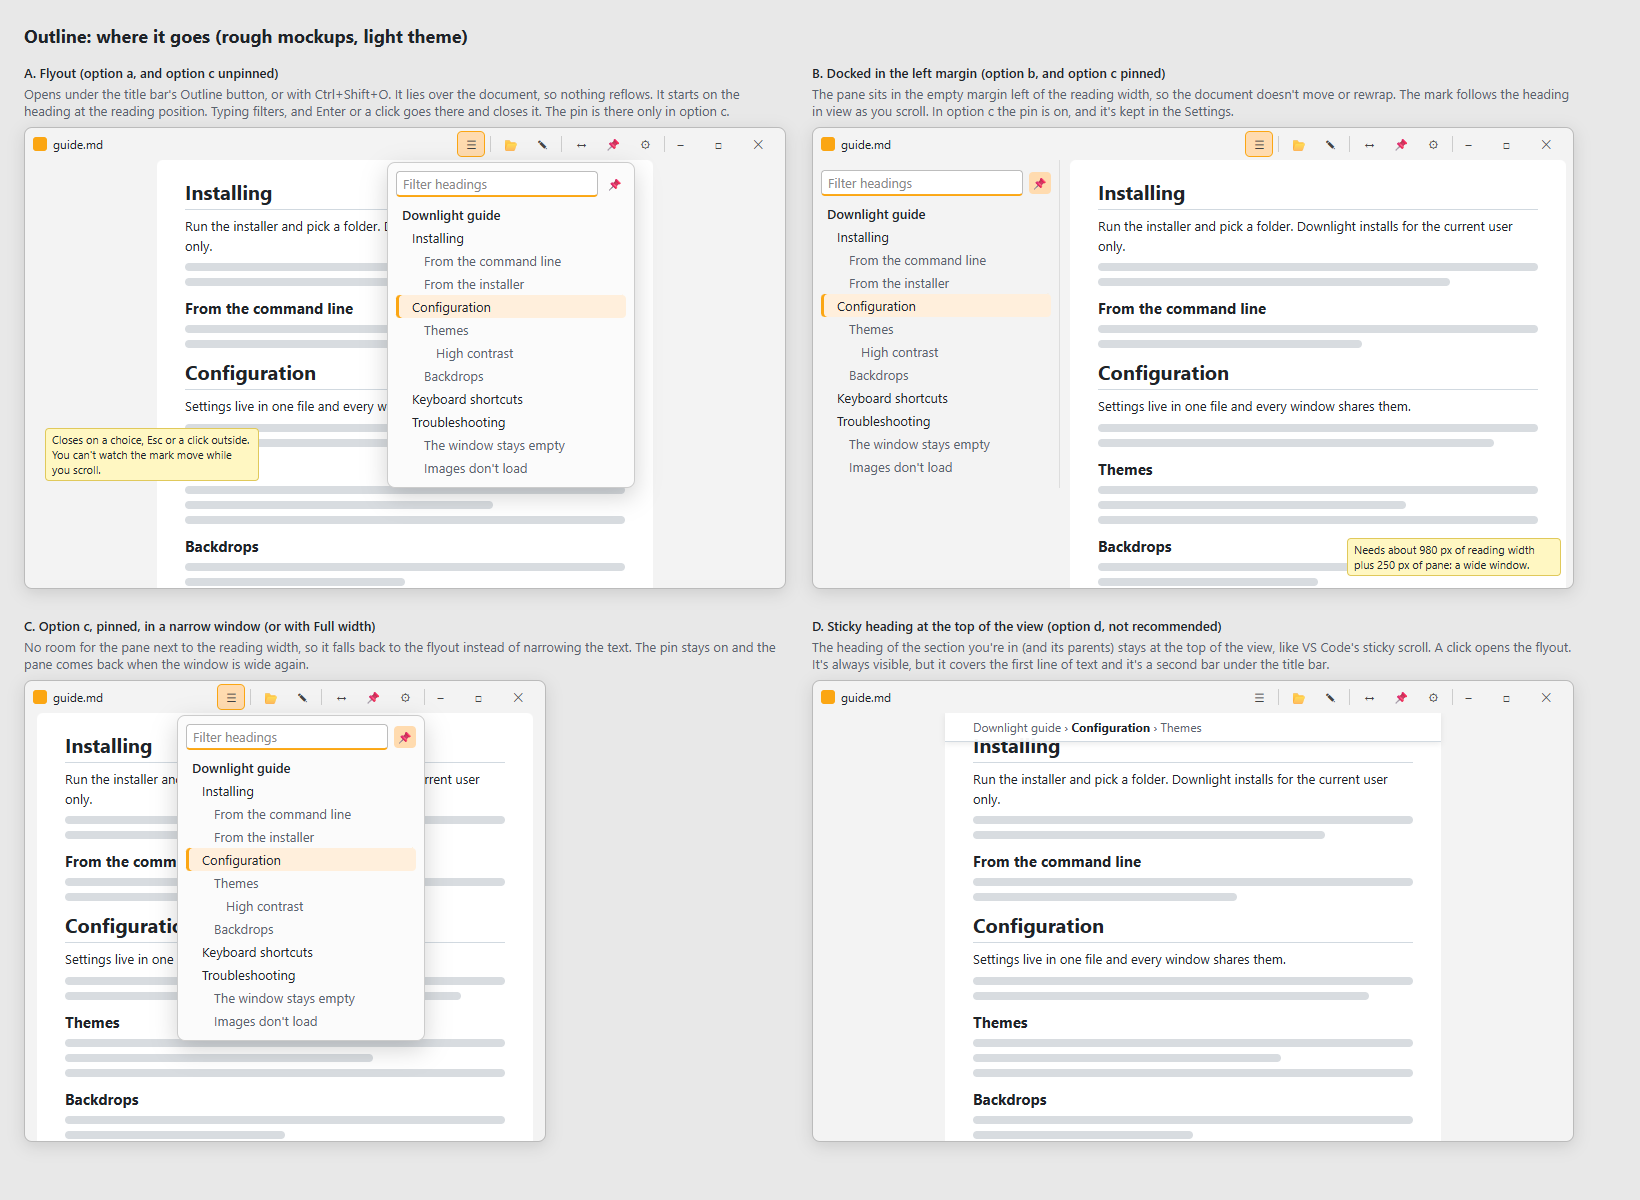 Outline: where it goes (rough mockups, light theme)
A. Flyout (option a, and option c unpinned)
Opens under the title bar's Outline button, or with Ctrl+Shift+O. It lies over the document, so nothing reflows. It starts on the
heading at the reading position. Typing filters, and Enter or a click goes there and closes it. The pin is there only in option c.
guide.md
Filter headings
Downlight guide
Installing
From the command line
From the installer
Configuration
Themes
High contrast
Backdrops
Keyboard shortcuts
Troubleshooting
The window stays empty
Images don't load
Installing
Run the installer and pick a folder.
only.
From the command line
Configuration
Settings live in one file and every
Closes on a choice, Esc or a click outside.
You can't watch the mark move while
you scroll.
Backdrops
B. Docked in the left margin (option b, and option c pinned)
The pane sits in the empty margin left of the reading width, so the document doesn't move or rewrap. The mark follows the heading
in view as you scroll. In option c the pin is on, and it's kept in the Settings.
guide.md
Filter headings
Downlight guide
Installing
From the command line
From the installer
Configuration
Themes
High contrast
Backdrops
Keyboard shortcuts
Troubleshooting
The window stays empty
Images don't load
Installing
Run the installer and pick a folder. Downlight installs for the current user
only.
From the command line
Configuration
Settings live in one file and every window shares them.
Themes
Backdrops
Needs about 980 px of reading width
plus 250 px of pane: a wide window.
C. Option c, pinned, in a narrow window (or with Full width)
No room for the pane next to the reading width, so it falls back to the flyout instead of narrowing the text. The pin stays on and the
pane comes back when the window is wide again.
guide.md
Filter headings
Downlight guide
Installing
From the command line
From the installer
Configuration
Themes
High contrast
Backdrops
Keyboard shortcuts
Troubleshooting
The window stays empty
Images don't load
Installing
Run the installer user
only.
From the
Settings live in one
Themes
Backdrops
D. Sticky heading at the top of the view (option d, not recommended)
The heading of the section you're in (and its parents) stays at the top of the view, like VS Code's sticky scroll. A click opens the flyout.
It's always visible, but it covers the first line of text and it's a second bar under the title bar.
guide.md
Downlight guide › Configuration › Themes
Installing
Run the installer and pick a folder. Downlight installs for the current user
only.
From the command line
Configuration
Settings live in one file and every window shares them.
Themes
Backdrops